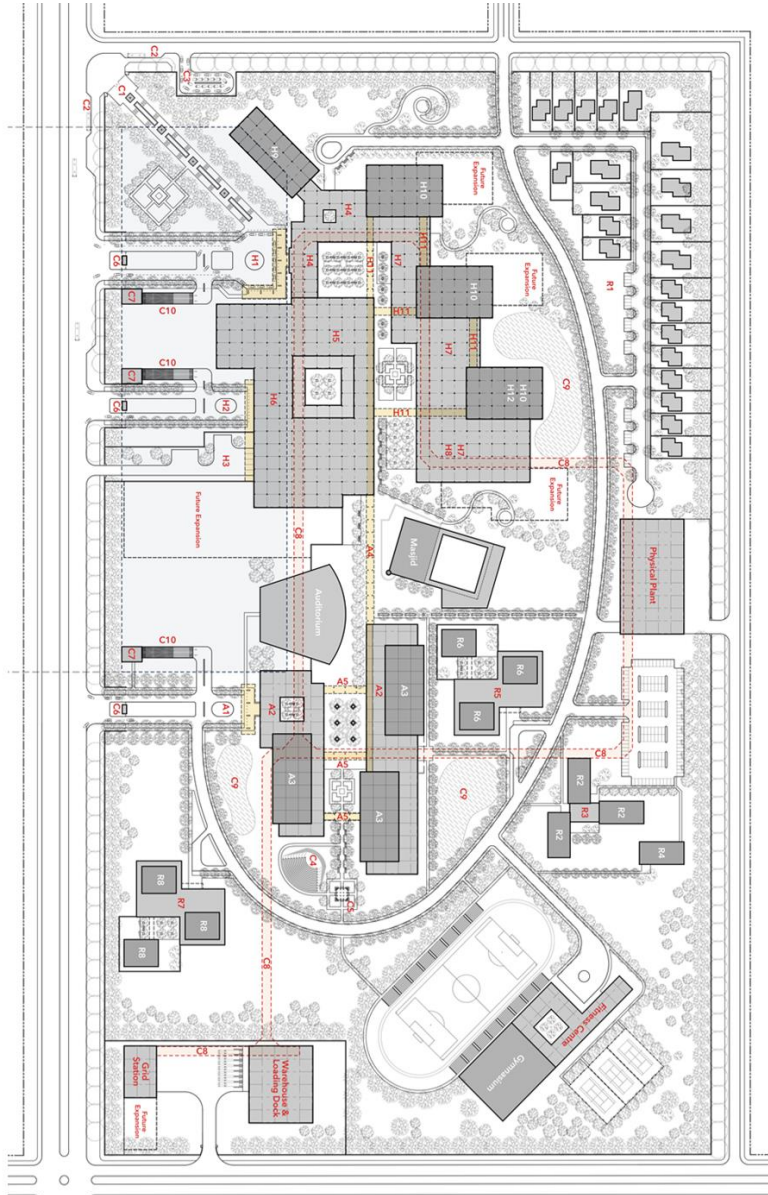 C2
C3
C1
C2
H9
H10
Future
Expansion
H4
H11
H4
H11
H7
H1
Future
Expansion
H10
R1
C6
C7
C10
H11
H5
H7
H11
C10
H6
H10
H12
C9
C7
C6
H2
H11
H3
H7
H8
C8
Future
Expansion
Future Expansion
C8
A4
Masjid
Physical Plant
Auditorium
C10
C7
R6
R6
R5
R6
A5
A2
A3
C6
A1
A2
C8
A5
A3
A3
A5
C9
C9
R2
R3
R2
R2
R4
C4
C5
R8
R7
R8
R8
C8
Fitness Centre
Gymnasium
C8
Grid
Station
Warehouse &
Loading Dock
Future
Expansion